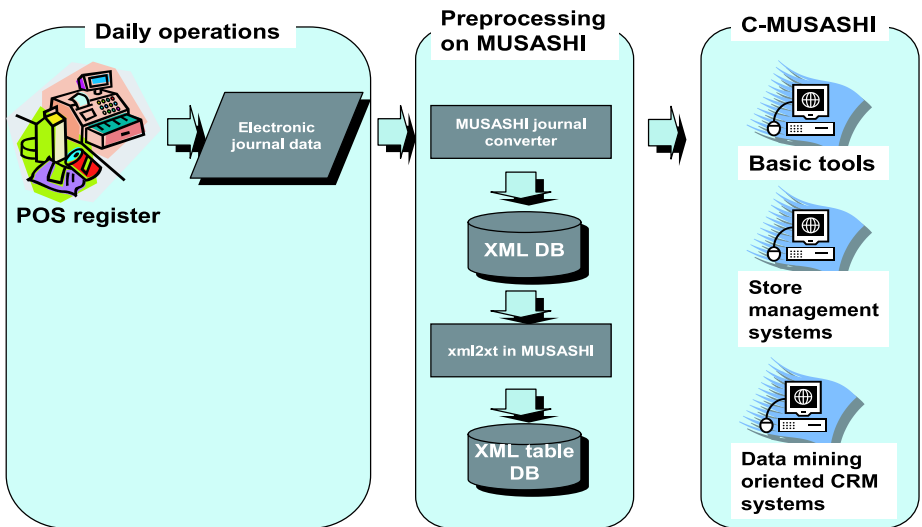 Daily operations
POS register
Electronic
journal data
Preprocessing
on MUSASHI
MUSASHI journal
converter
XML DB
xml2xt in MUSASHI
XML table
DB
C-MUSASHI
Basic tools
Store
management
systems
Data mining
oriented CRM
systems